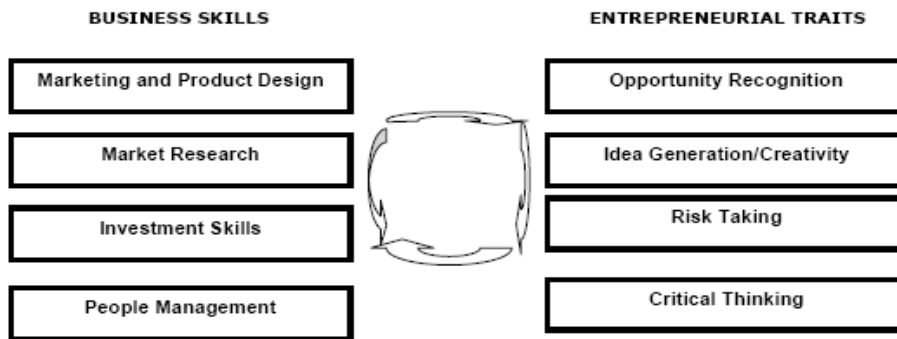 BUSINESS SKILLS
Marketing and Product Design
Market Research
Investment Skills
People Management
ENTREPRENEURIAL TRAITS
Opportunity Recognition
Idea Generation/Creativity
Risk Taking
Critical Thinking